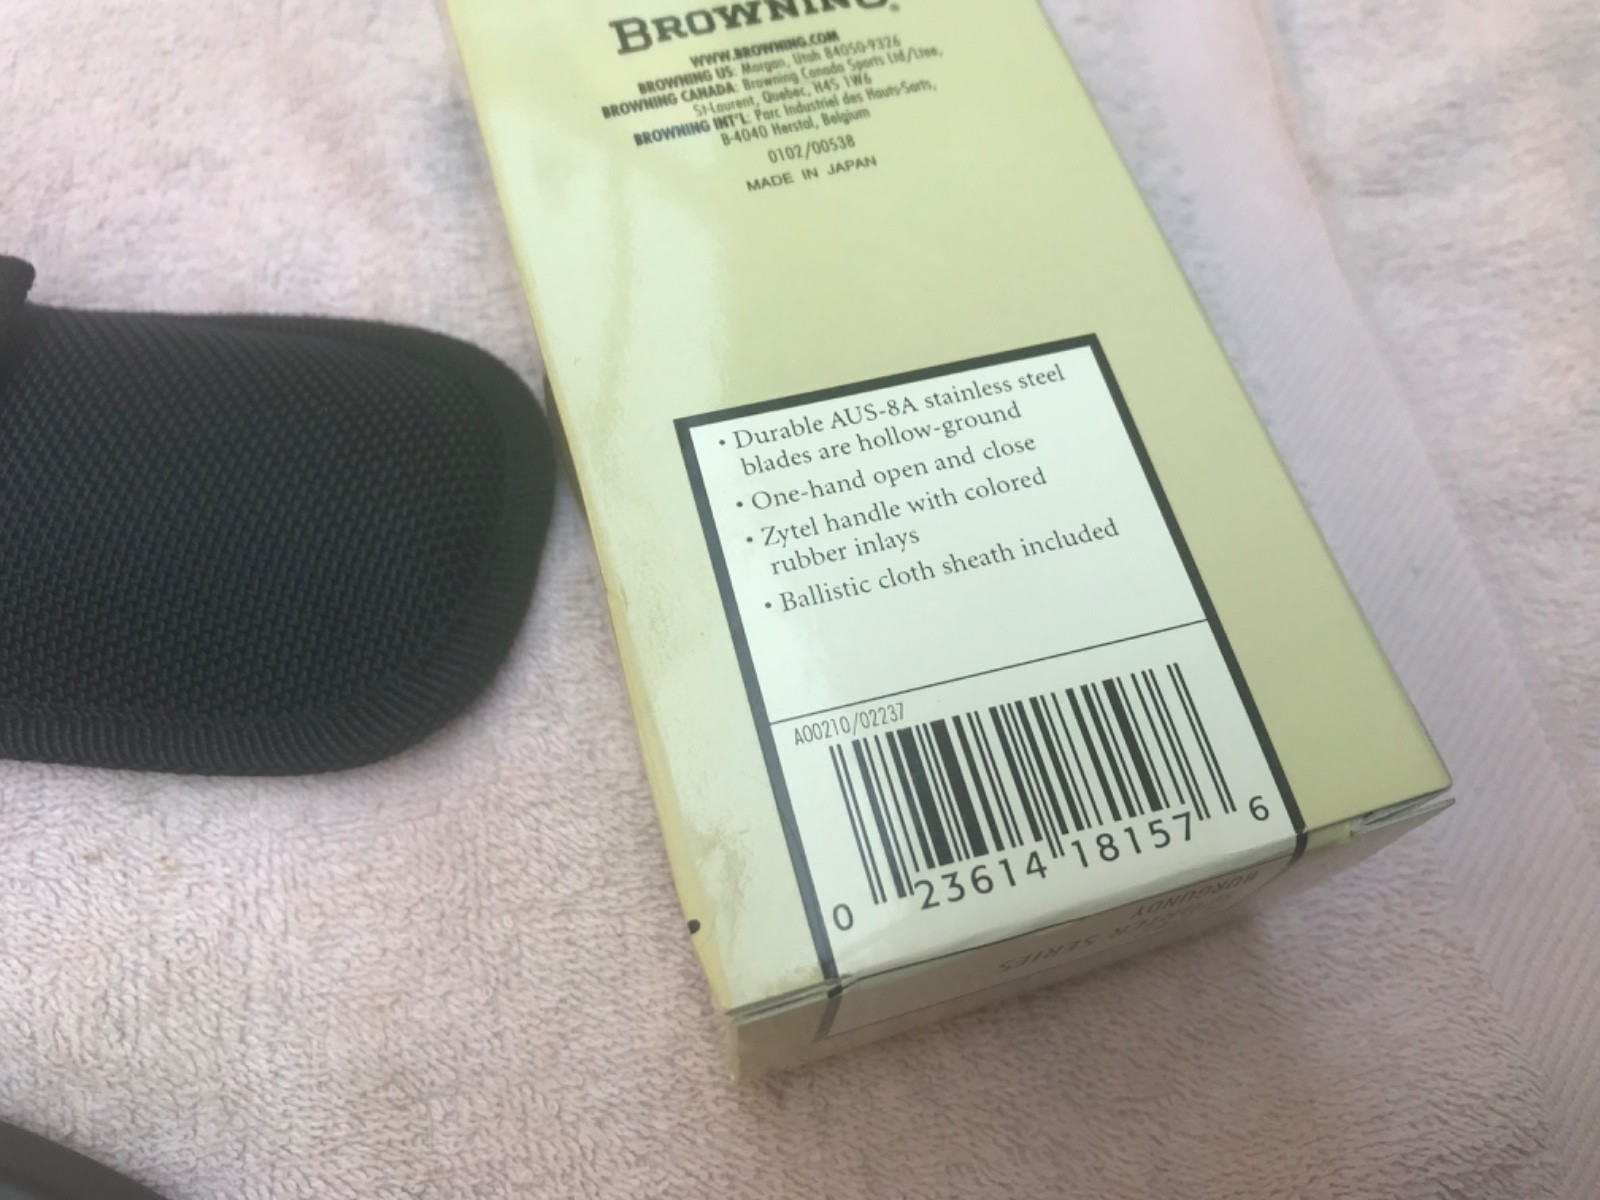 BROWNING®
WWW.BROWNING.COM
BROWNING US: Morgan, Utah 84050-9326
BROWNING CANADA: Browning Canada Sports Ltd/Ltee,
St-Laurent, Quebec, H4S 1W6
BROWNING INT'L: Parc Industriel des Hauts-Sarts,
B-4040 Herstal, Belgium
0102/00538
MADE IN JAPAN
• Durable AUS-8A stainless steel
blades are hollow-ground
• One-hand open and close
• Zytel handle with colored
rubber inlays
• Ballistic cloth sheath included
A00210/02237
0 23614 18157 6
SERIES
BURGUNDY